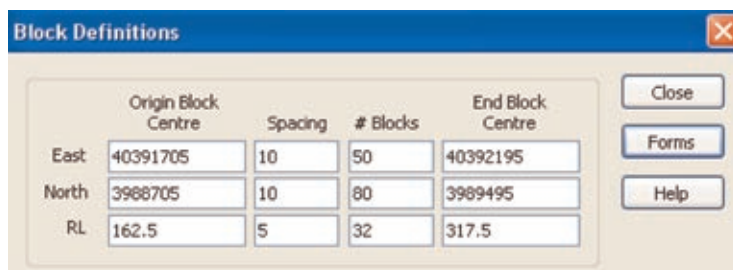 Block Definitions
Origin Block Centre Spacing # Blocks End Block Centre Close
East 40391705 10 50 40392195 Forms
North 3988705 10 80 3989495 Help
RL 162.5 5 32 317.5